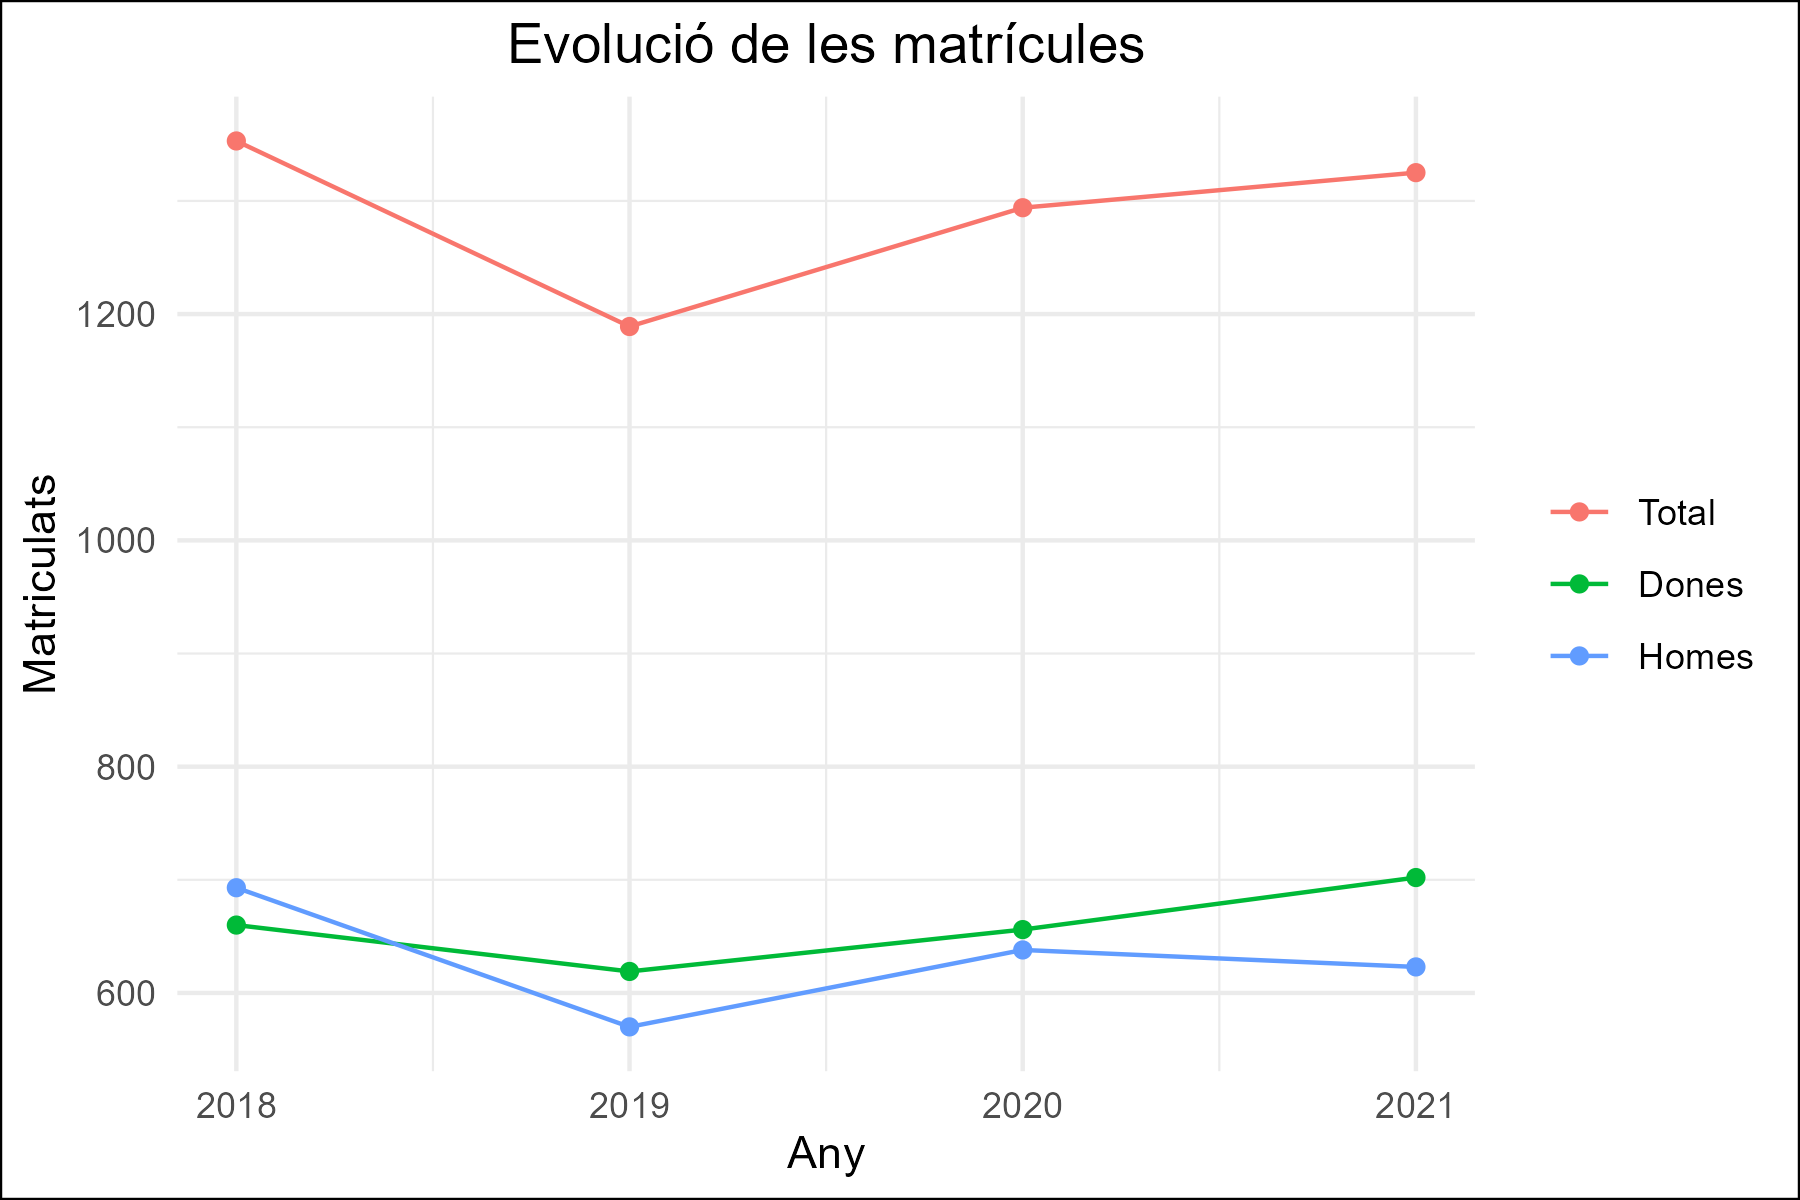 Evolució de les matrícules
Matriculats
1200
1000
800
600
2018
2019
2020
2021
Any
Total
Dones
Homes